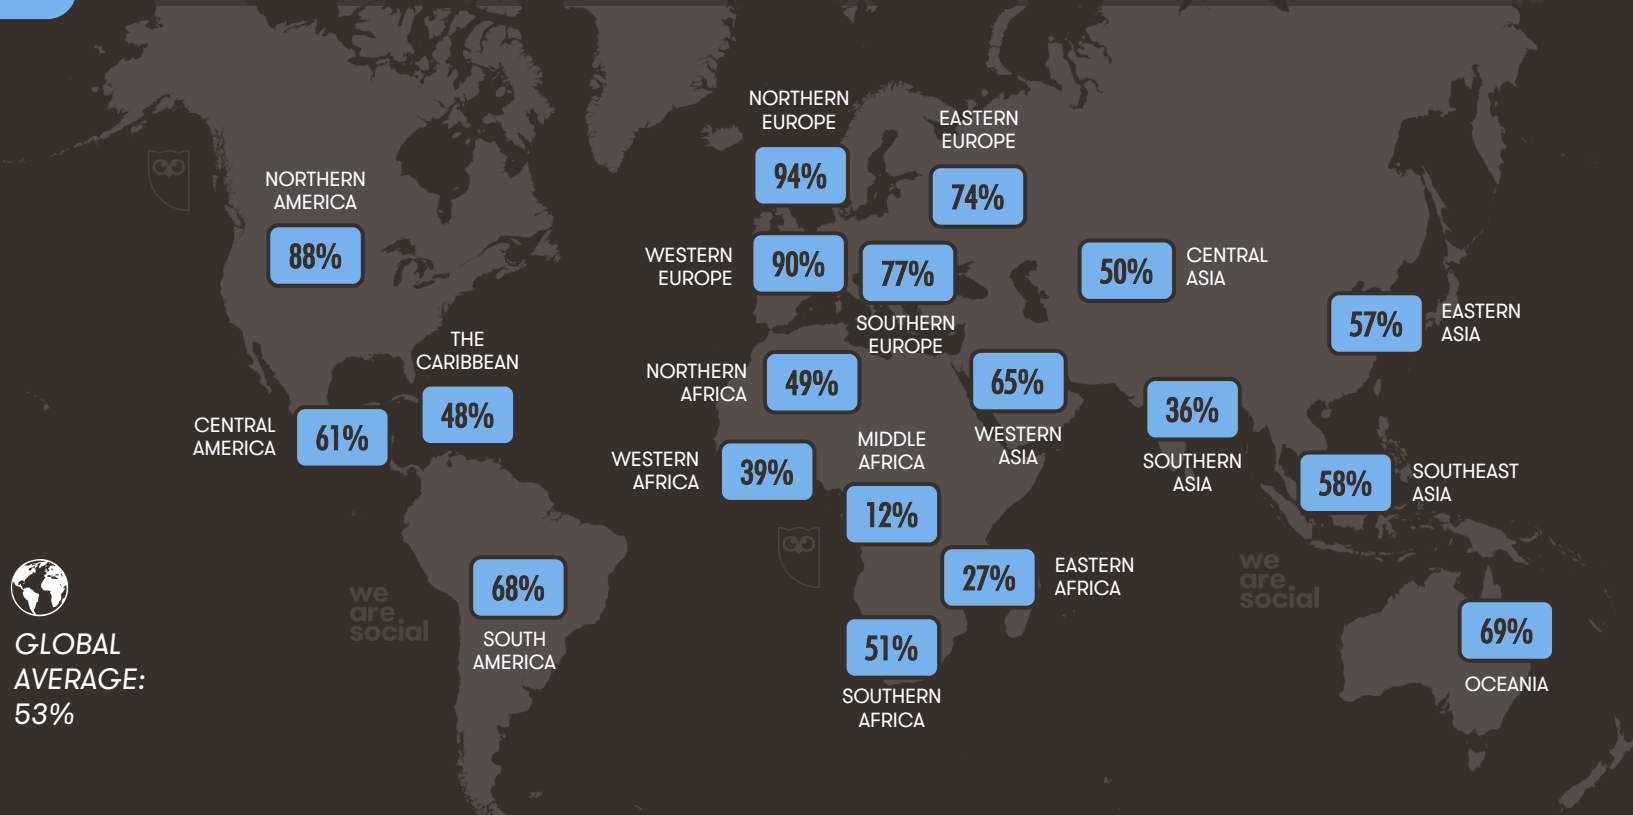 NORTHERN
EUROPE
94%
EASTERN
EUROPE
74%
NORTHERN
AMERICA
88%
WESTERN
EUROPE
90%
77%
SOUTHERN
EUROPE
50%
CENTRAL
ASIA
57%
EASTERN
ASIA
THE
CARIBBEAN
48%
NORTHERN
AFRICA
49%
65%
WESTERN
ASIA
36%
SOUTHERN
ASIA
CENTRAL
AMERICA
61%
WESTERN
AFRICA
39%
MIDDLE
AFRICA
12%
58%
SOUTHEAST
ASIA
27%
EASTERN
AFRICA
68%
SOUTH
AMERICA
51%
SOUTHERN
AFRICA
69%
OCEANIA
we
are
social
we
are
social
GLOBAL
AVERAGE:
53%